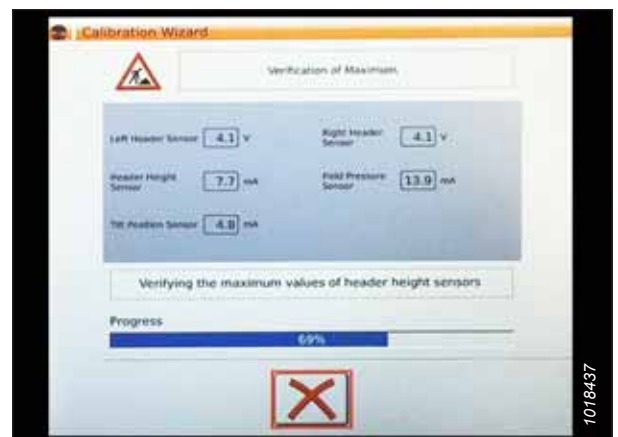 Calibration Wizard
Verification of Maximum
Left Header Sensor 4.1 V
Right Header
Sensor 4.1 V
Header Height
Sensor 7.7 mA
Field Pressure
Sensor 13.9 mA
Tilt Position Sensor 4.8 mA
Verifying the maximum values of header height sensors
Progress
69%
1018437